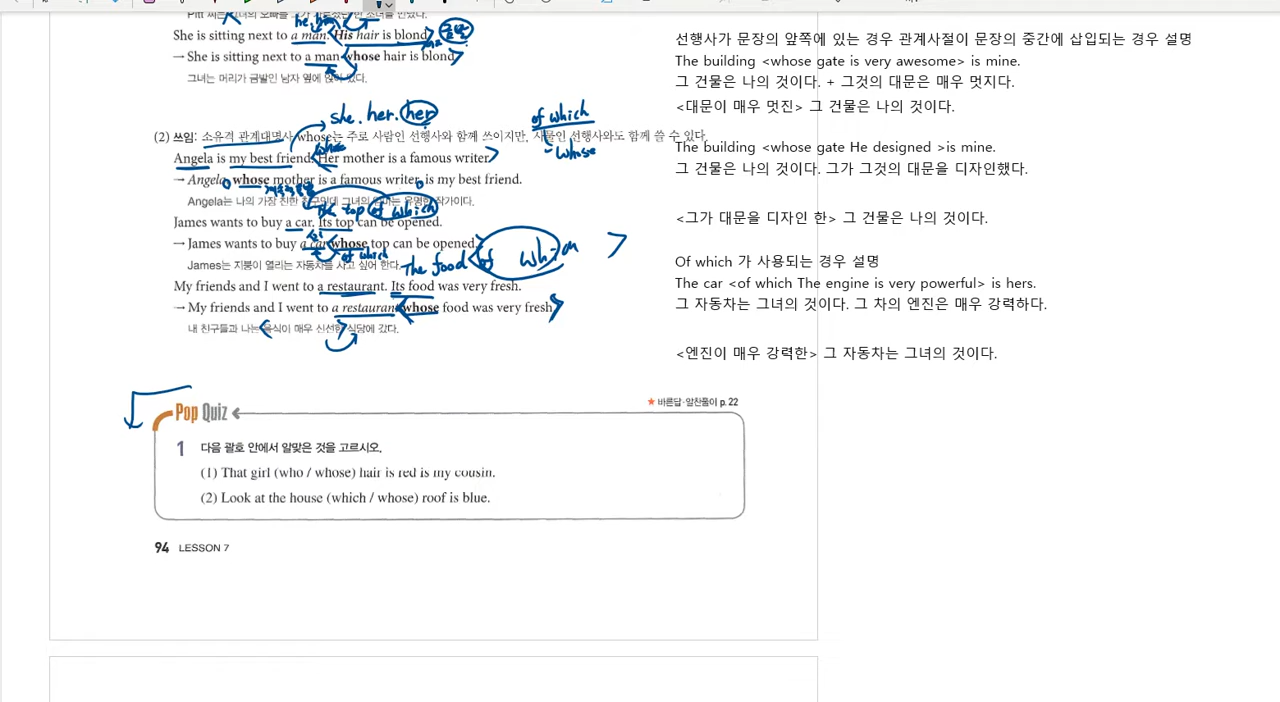 She is sitting next to a man. His hair is blond.
→ She is sitting next to a man whose hair is blond.
그녀는 머리가 금발인 남자 옆에 앉아 있다.
she. her. her
of which
(2) 쓰임: 소유격 관계대명사 whose는 주로 사람인 선행사와 함께 쓰이지만, 사물인 선행사와도 함께 쓸 수 있다.
whose
Angela is my best friend. Her mother is a famous writer.
→ Angela, whose mother is a famous writer, is my best friend.
Angela는 나의 가장 친한 친구인데 그녀의 어머니는 유명한 작가이다.
The top of which
James wants to buy a car. Its top can be opened.
→ James wants to buy a car whose top can be opened.
of which
James는 지붕이 열리는 자동차를 사고 싶어 한다.
The food of which
My friends and I went to a restaurant. Its food was very fresh.
→ My friends and I went to a restaurant whose food was very fresh.
내 친구들과 나는 음식이 매우 신선한 식당에 갔다.
Pop Quiz
★ 바른답·알찬풀이 p. 22
1 다음 괄호 안에서 알맞은 것을 고르시오.
(1) That girl (who / whose) hair is red is my cousin.
(2) Look at the house (which / whose) roof is blue.
94 LESSON 7
선행사가 문장의 앞쪽에 있는 경우 관계사절이 문장의 중간에 삽입되는 경우 설명
The building <whose gate is very awesome> is mine.
그 건물은 나의 것이다. + 그것의 대문은 매우 멋지다.
<대문이 매우 멋진> 그 건물은 나의 것이다.
The building <whose gate He designed >is mine.
그 건물은 나의 것이다. 그가 그것의 대문을 디자인했다.
<그가 대문을 디자인 한> 그 건물은 나의 것이다.
Of which 가 사용되는 경우 설명
The car <of which The engine is very powerful> is hers.
그 자동차는 그녀의 것이다. 그 차의 엔진은 매우 강력하다.
<엔진이 매우 강력한> 그 자동차는 그녀의 것이다.